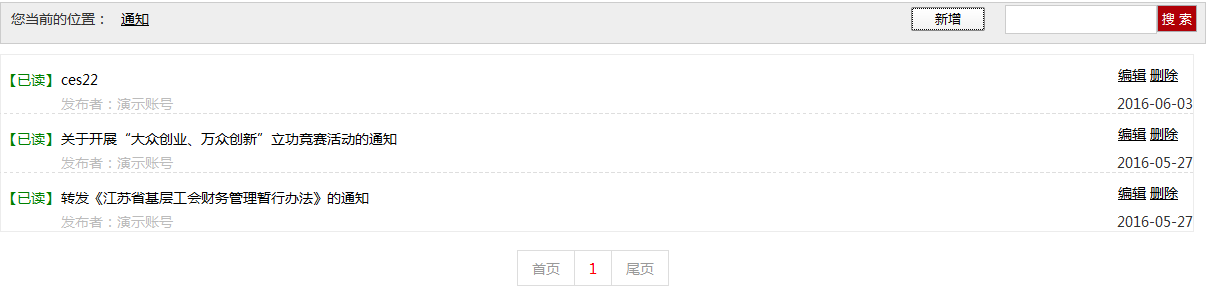 您当前的位置： 通知 新增 搜 索
【已读】ces22 编辑 删除
发布者：演示账号 2016-06-03
【已读】关于开展“大众创业、万众创新”立功竞赛活动的通知 编辑 删除
发布者：演示账号 2016-05-27
【已读】转发《江苏省基层工会财务管理暂行办法》的通知 编辑 删除
发布者：演示账号 2016-05-27
首页 1 尾页